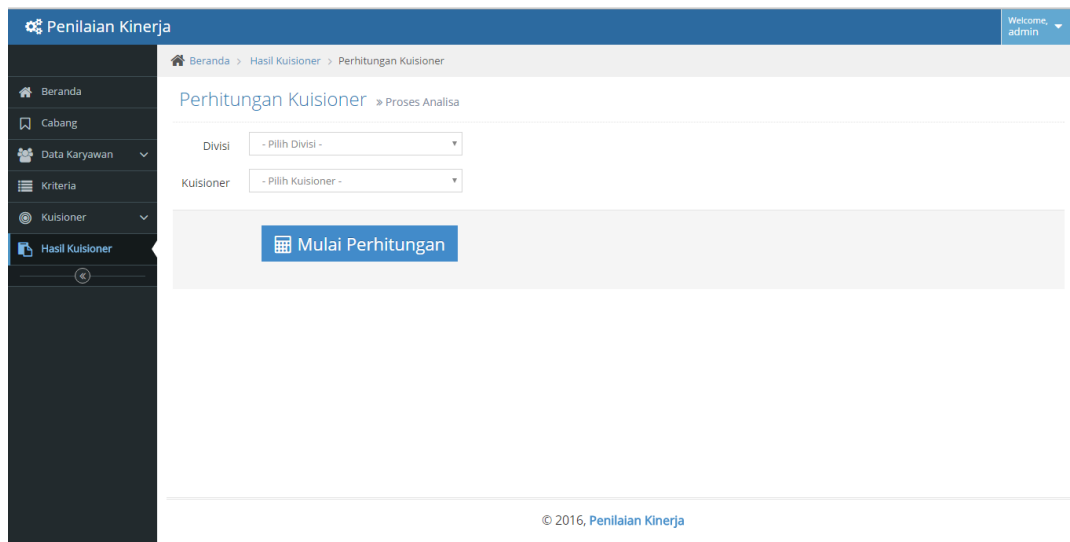 Penilaian Kinerja
Welcome,
admin
Beranda > Hasil Kuisioner > Perhitungan Kuisioner
Beranda
Cabang
Data Karyawan
Kriteria
Kuisioner
Hasil Kuisioner
Perhitungan Kuisioner » Proses Analisa
Divisi - Pilih Divisi -
Kuisioner - Pilih Kuisioner -
Mulai Perhitungan
© 2016, Penilaian Kinerja